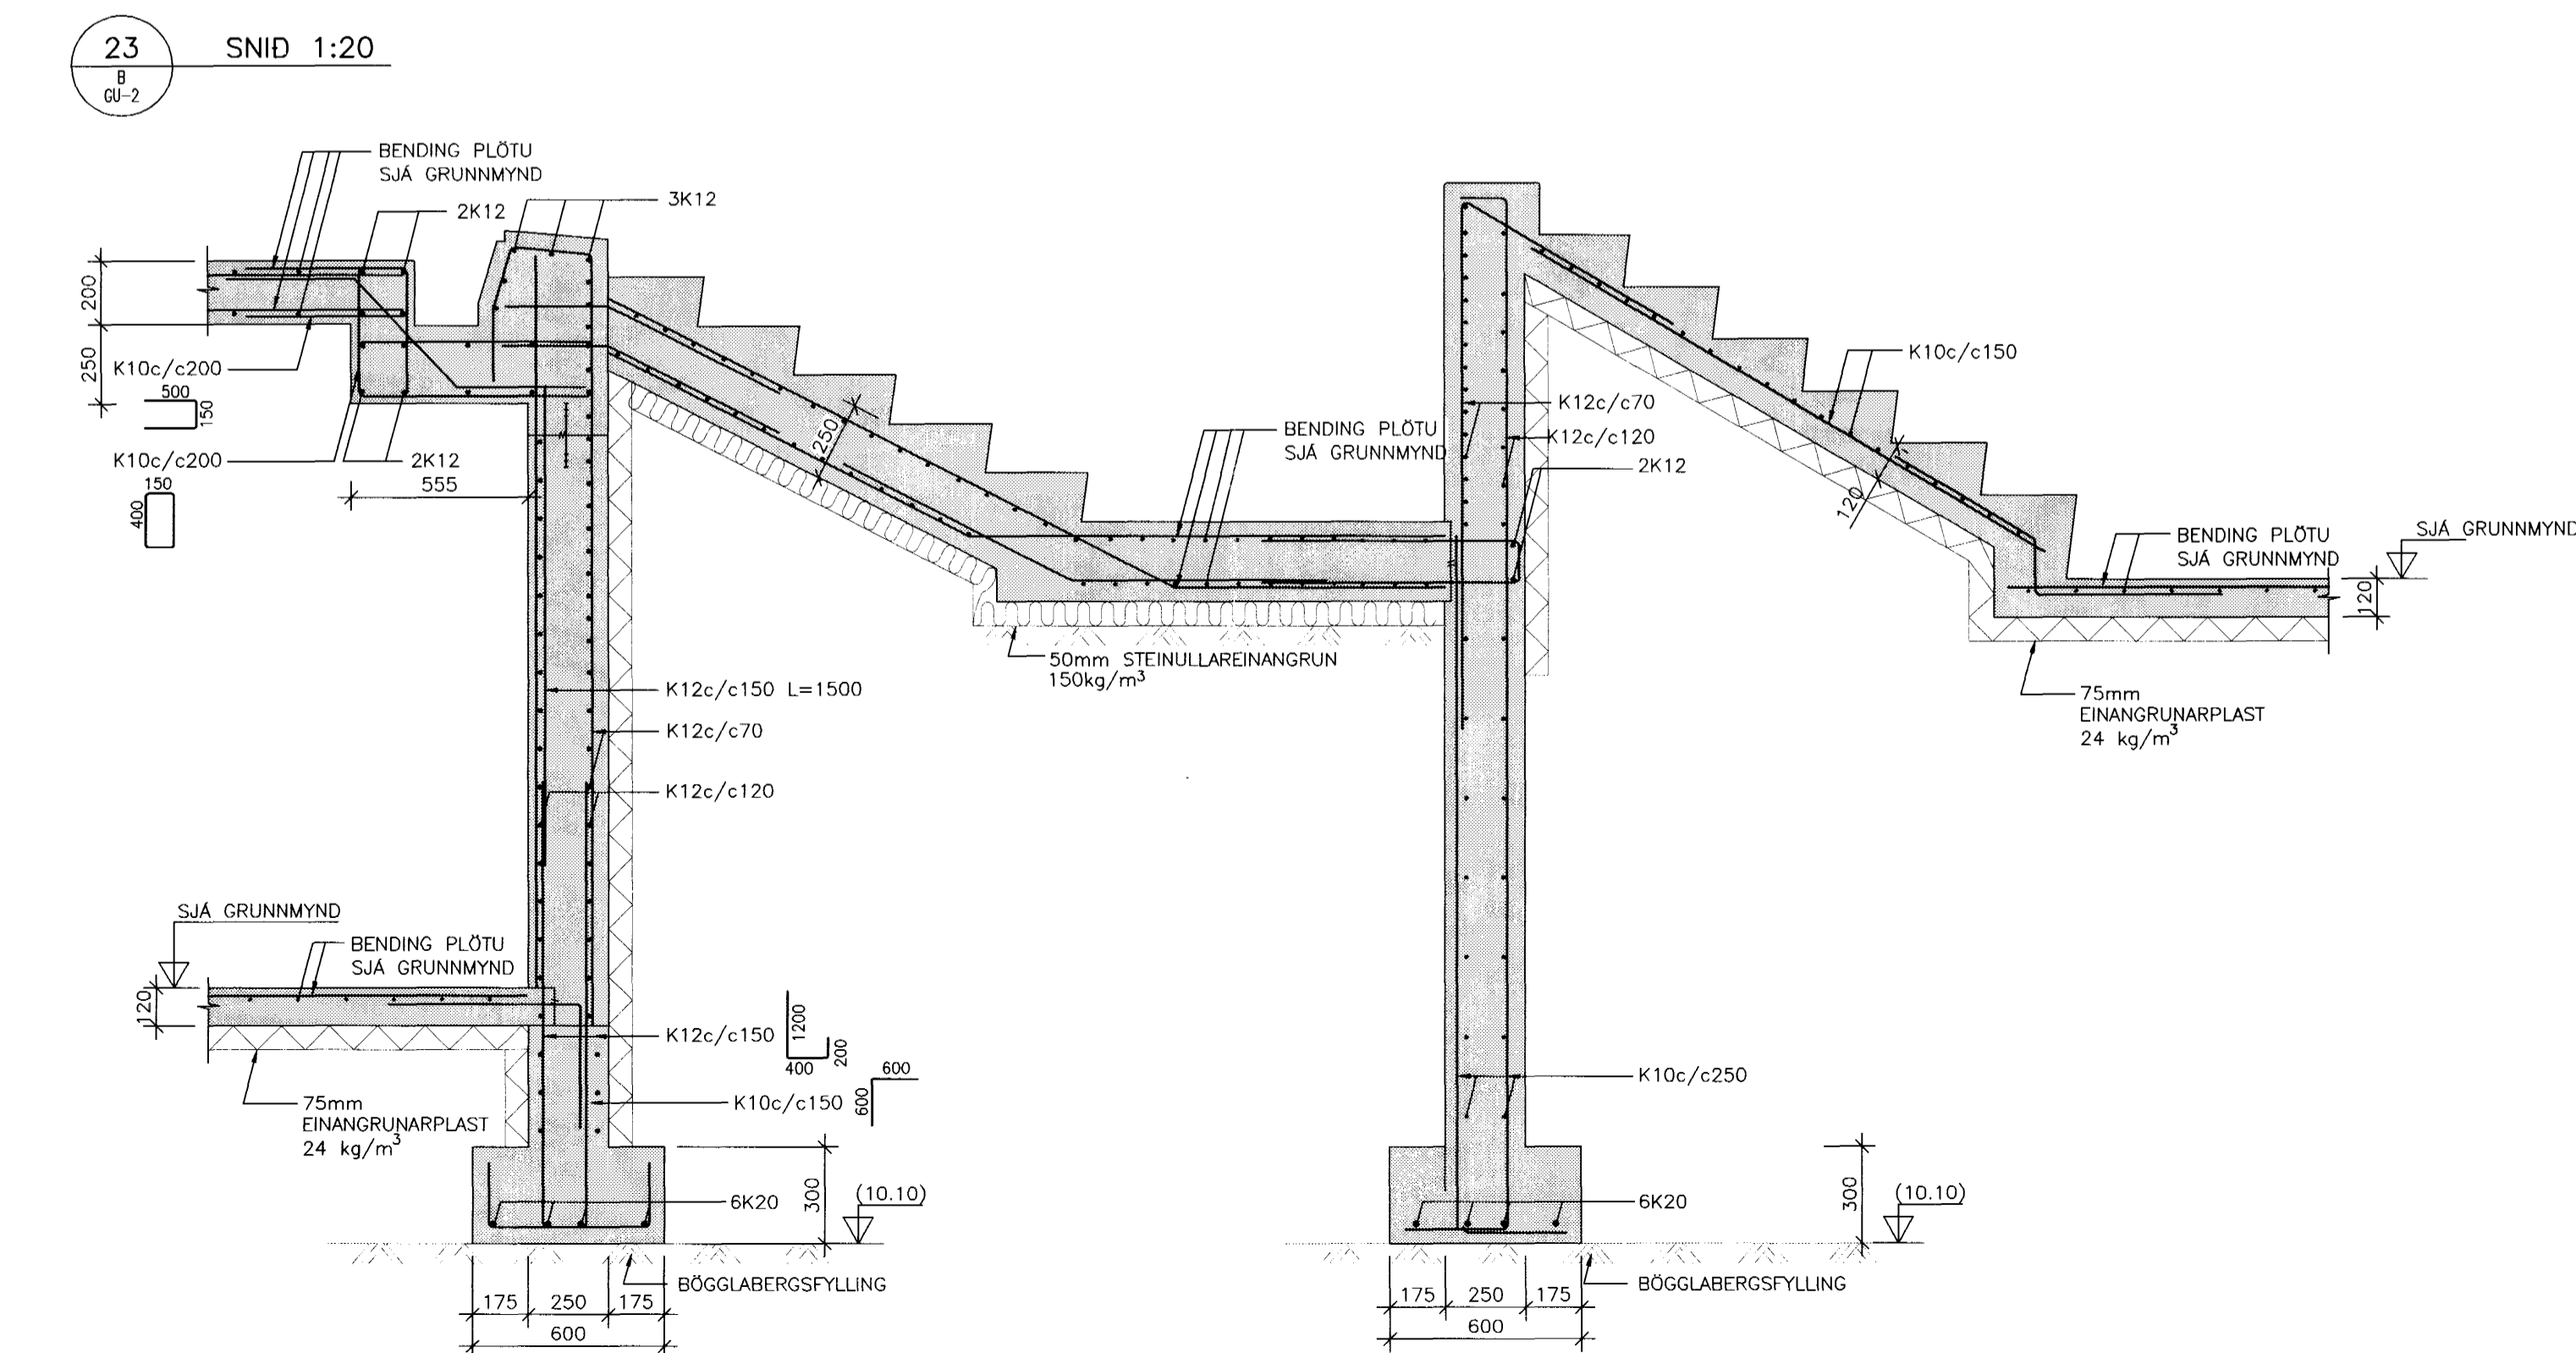 23
B
GU-2
SNIÐ 1:20
BENDING PLÖTU
SJÁ GRUNNMYND
2K12
3K12
200
250
K10c/c200
500
150
K10c/c200
150
400
2K12
555
250
BENDING PLÖTU
SJÁ GRUNNMYND
K12c/c70
K12c/c120
2K12
K10c/c150
120
BENDING PLÖTU
SJÁ GRUNNMYND
SJÁ GRUNNMYND
120
50mm STEINULLAREINANGRUN
150kg/m³
75mm
EINANGRUNARPLAST
24 kg/m³
K12c/c150 L=1500
K12c/c70
K12c/c120
SJÁ GRUNNMYND
BENDING PLÖTU
SJÁ GRUNNMYND
120
K12c/c150
1200
200
400
K10c/c150
600
600
75mm
EINANGRUNARPLAST
24 kg/m³
K10c/c250
6K20
300
(10.10)
6K20
300
(10.10)
BÖGGLABERGSFYLLING
BÖGGLABERGSFYLLING
175 250 175
600
175 250 175
600